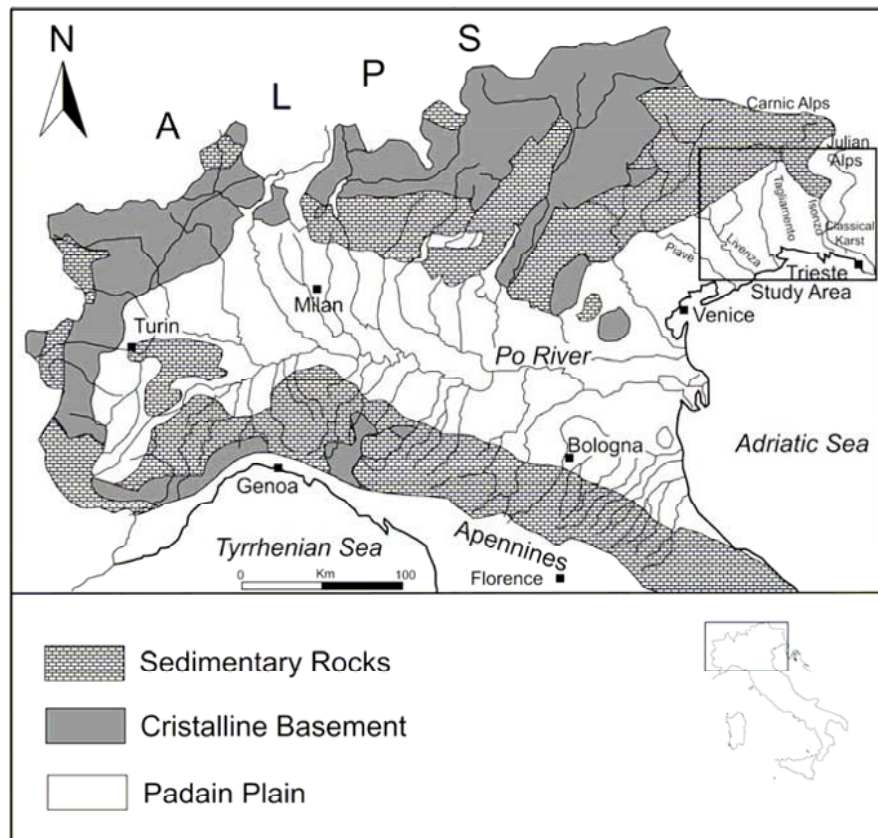 N
A L P S
Carnic Alps
Julian
Alps
Tagliamento
Isonzo
Classical
Karst
Piave
Livenza
Trieste
Study Area
Milan
Venice
Turin
Po River
Bologna
Adriatic Sea
Genoa
Apennines
Tyrrhenian Sea
Florence
0 Km 100
Sedimentary Rocks
Cristalline Basement
Padain Plain